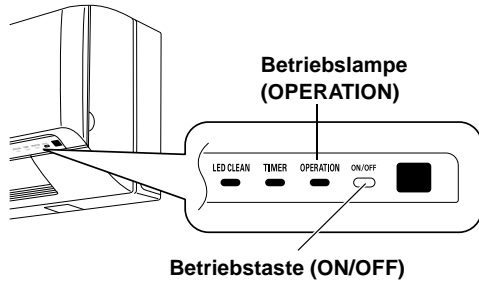 Betriebslampe
(OPERATION)
LED CLEAN TIMER OPERATION ON/OFF
Betriebstaste (ON/OFF)